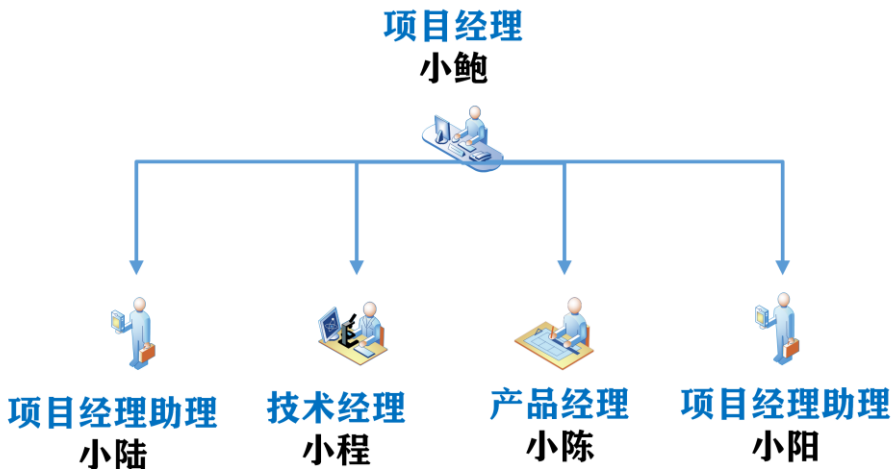 项目经理
小鲍
项目经理助理
小陆
技术经理
小程
产品经理
小陈
项目经理助理
小阳